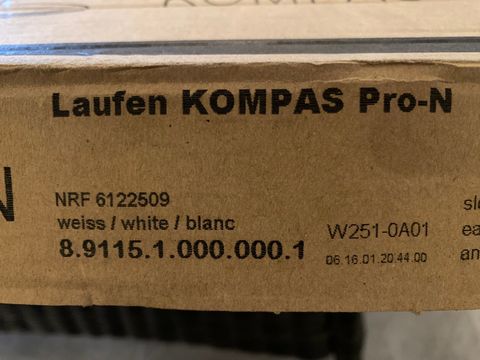 KOMPAS
Laufen KOMPAS Pro-N
N
NRF 6122509
weiss / white / blanc
8.9115.1.000.000.1
W251-0A01
06.16.01.20.44.00